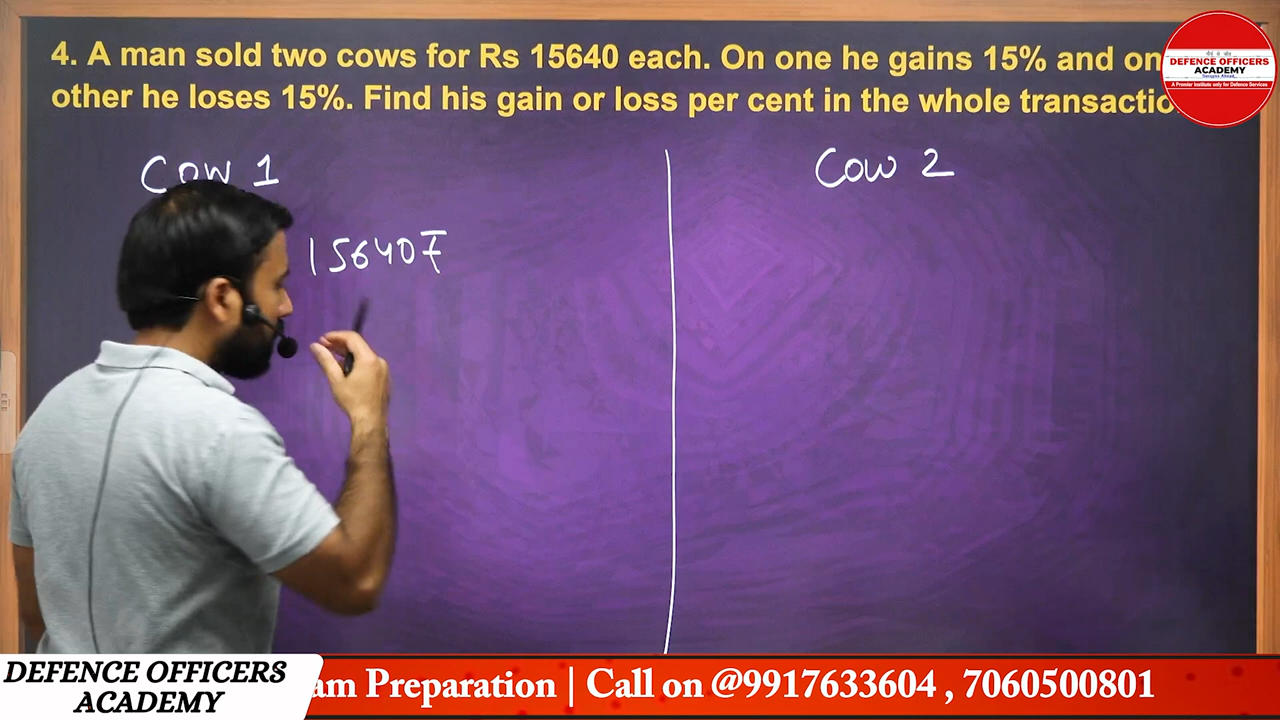 4. A man sold two cows for Rs 15640 each. On one he gains 15% and on
other he loses 15%. Find his gain or loss per cent in the whole
DEFENCE OFFICERS
ACADEMY
A Premier Institute only for Defence Services
Cow 1
Cow 2
15640₹
DEFENCE OFFICERS
ACADEMY
Preparation | Call on @9917633604 , 7060500801